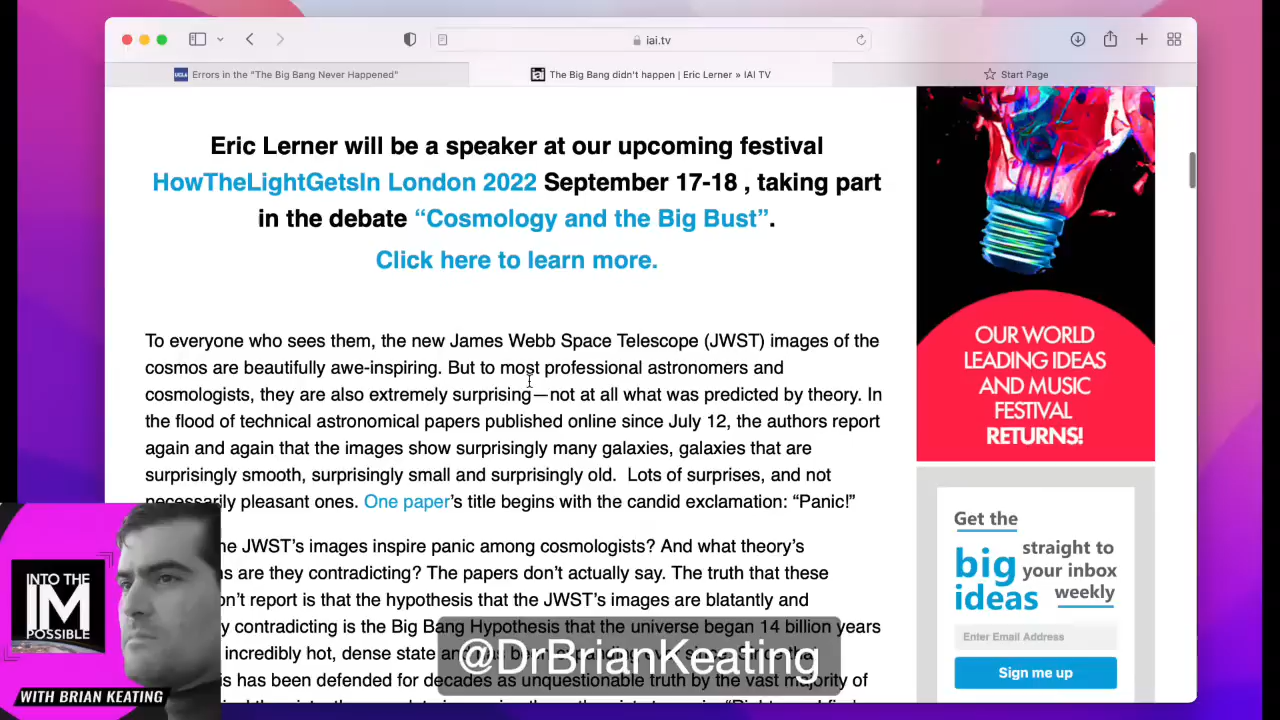 iai.tv
Errors in the "The Big Bang Never Happened"
The Big Bang didn't happen | Eric Lerner » IAI TV
Start Page
Eric Lerner will be a speaker at our upcoming festival
HowTheLightGetsIn London 2022 September 17-18 , taking part
in the debate “Cosmology and the Big Bust”.
Click here to learn more.
To everyone who sees them, the new James Webb Space Telescope (JWST) images of the
cosmos are beautifully awe-inspiring. But to most professional astronomers and
cosmologists, they are also extremely surprising—not at all what was predicted by theory. In
the flood of technical astronomical papers published online since July 12, the authors report
again and again that the images show surprisingly many galaxies, galaxies that are
surprisingly smooth, surprisingly small and surprisingly old. Lots of surprises, and not
necessarily pleasant ones. One paper’s title begins with the candid exclamation: “Panic!”
JWST’s images inspire panic among cosmologists? And what theory’s
are they contradicting? The papers don’t actually say. The truth that these
report is that the hypothesis that the JWST’s images are blatantly and
contradicting is the Big Bang Hypothesis that the universe began 14 billion years
incredibly hot, dense state
has been defended for decades as unquestionable truth by the vast majority of
OUR WORLD
LEADING IDEAS
AND MUSIC
FESTIVAL
RETURNS!
Get the
big
ideas
straight to
your inbox
weekly
Enter Email Address
Sign me up
INTO THE
IM
POSSIBLE
WITH BRIAN KEATING
@DrBrianKeating